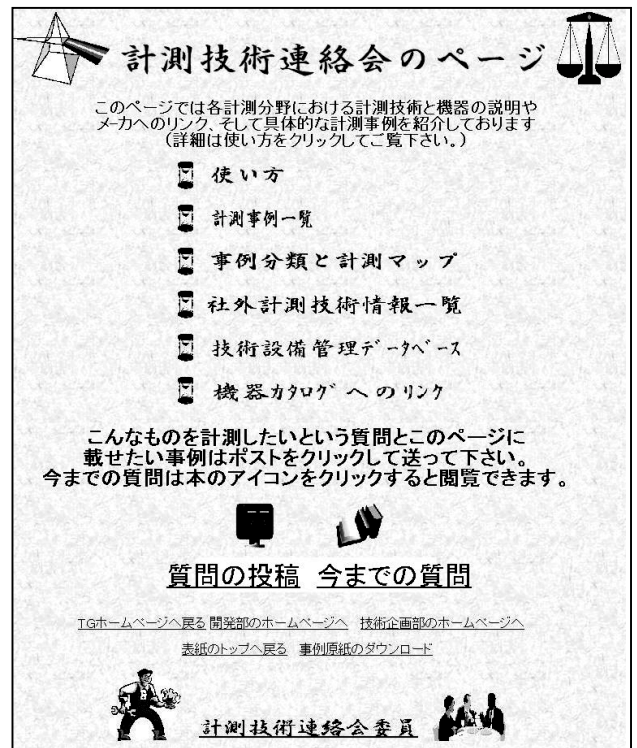 計測技術連絡会のページ
このページでは各計測分野における計測技術と機器の説明や
メーカへのリンク、そして具体的な計測事例を紹介しております
(詳細は使い方をクリックしてご覧下さい。)
使い方
計測事例一覧
事例分類と計測マップ
社外計測技術情報一覧
技術設備管理ﾃﾞｰﾀﾍﾞｰｽ
機器ｶﾀﾛｸﾞへのﾘﾝｸ
こんなものを計測したいという質問とこのページに
載せたい事例はポストをクリックして送って下さい。
今までの質問は本のアイコンをクリックすると閲覧できます。
質問の投稿 今までの質問
TGホームページへ戻る 開発部のホームページへ 技術企画部のホームページへ
表紙のトップへ戻る 事例原紙のダウンロード
計測技術連絡会委員